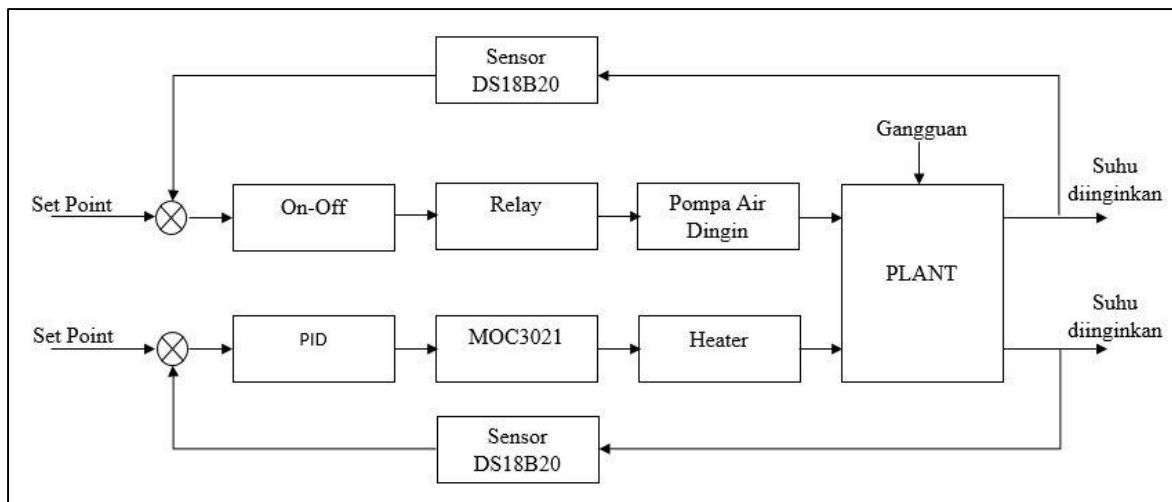 Sensor
DS18B20
Gangguan
Suhu
diinginkan
Set Point
On-Off
Relay
Pompa Air
Dingin
PLANT
Set Point
PID
MOC3021
Heater
Suhu
diinginkan
Sensor
DS18B20